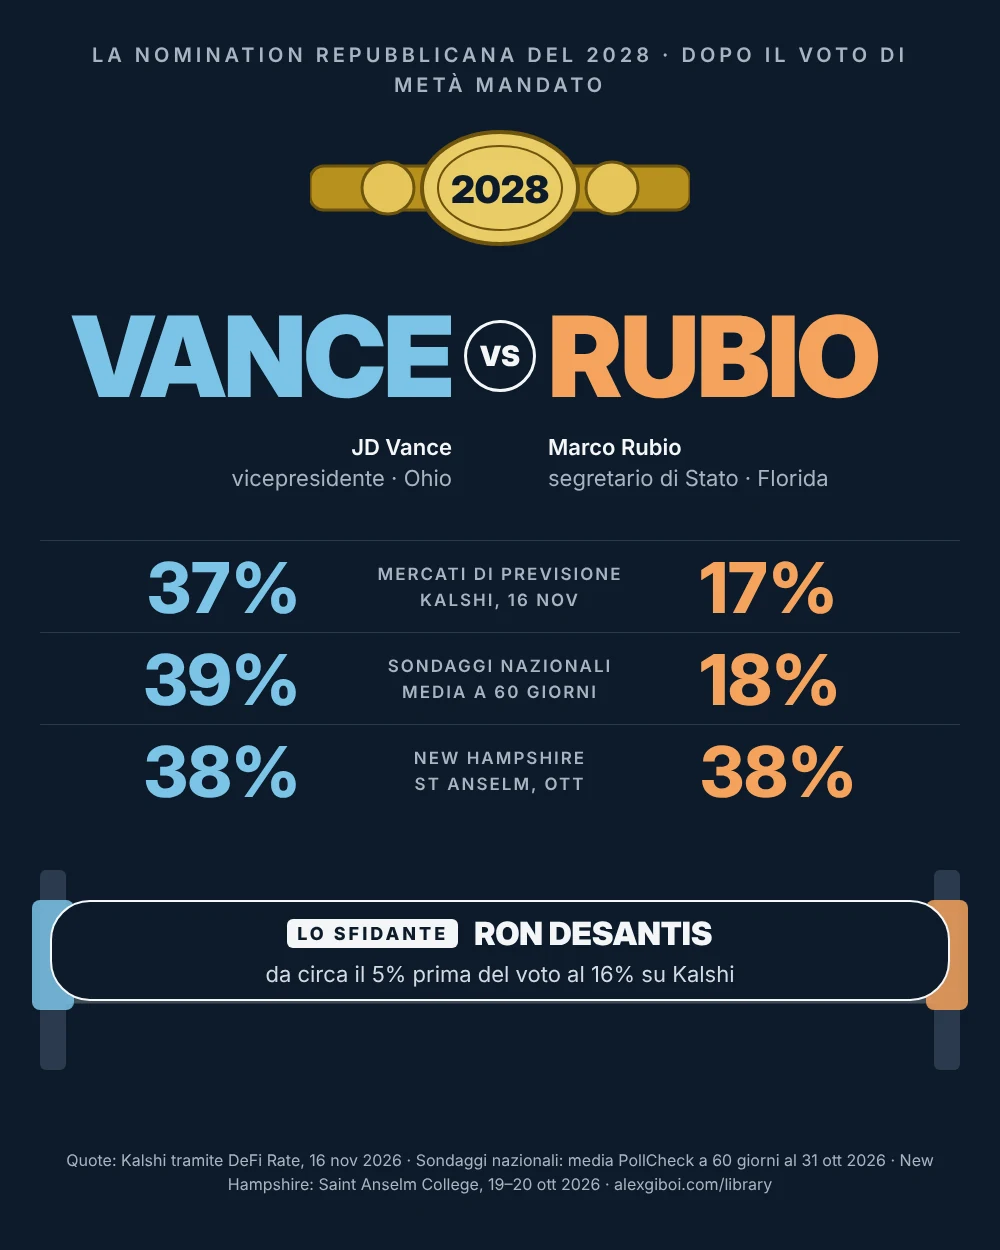 LA NOMINATION REPUBBLICANA DEL 2028 · DOPO IL VOTO DI
METÀ MANDATO
2028
VANCE VS RUBIO
JD Vance Marco Rubio
vicepresidente · Ohio segretario di Stato · Florida
37% MERCATI DI PREVISIONE 17%
KALSHI, 16 NOV
39% SONDAGGI NAZIONALI 18%
MEDIA A 60 GIORNI
38% NEW HAMPSHIRE 38%
ST ANSELM, OTT
LO SFIDANTE RON DESANTIS
da circa il 5% prima del voto al 16% su Kalshi
Quote: Kalshi tramite DeFi Rate, 16 nov 2026 · Sondaggi nazionali: media PollCheck a 60 giorni al 31 ott 2026 · New
Hampshire: Saint Anselm College, 19–20 ott 2026 · alexgiboi.com/library